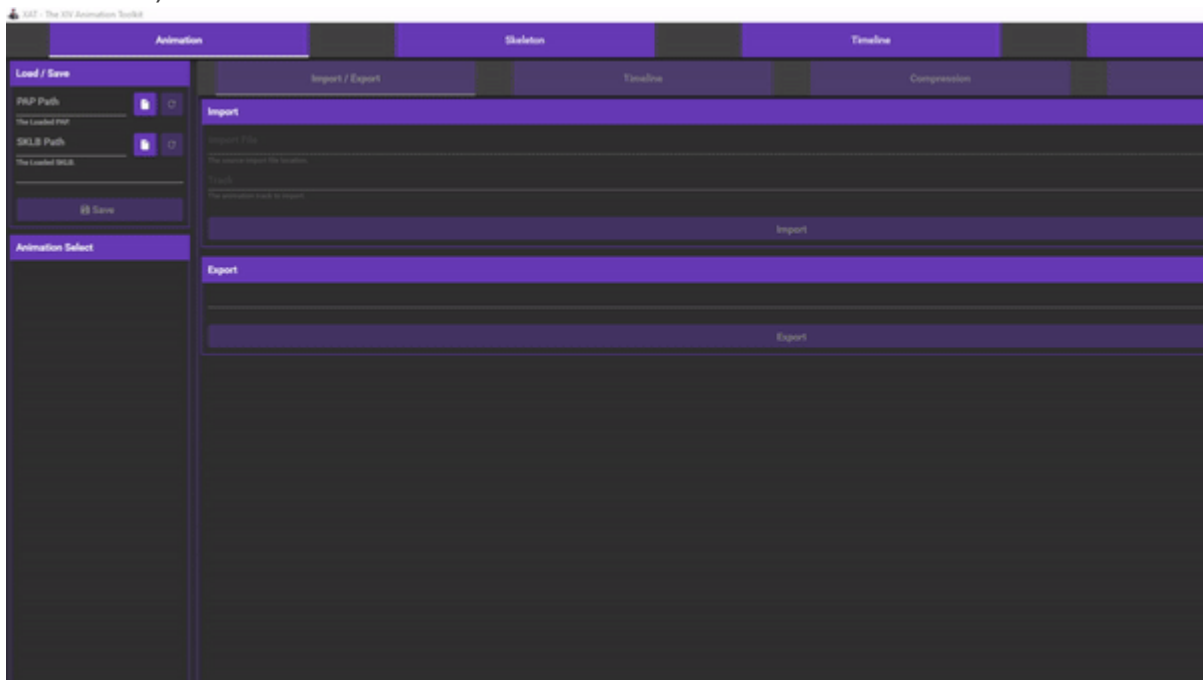 XAT - The XIV Animation Toolkit
Animation
Skeleton
Timeline
Load / Save
PAP Path
The Loaded PAP.
SKLB Path
The Loaded SKLB.
Save
Animation Select
Import / Export
Timeline
Compression
Import
Import File
The source import file location.
Track
The animation track to import.
Import
Export
Export